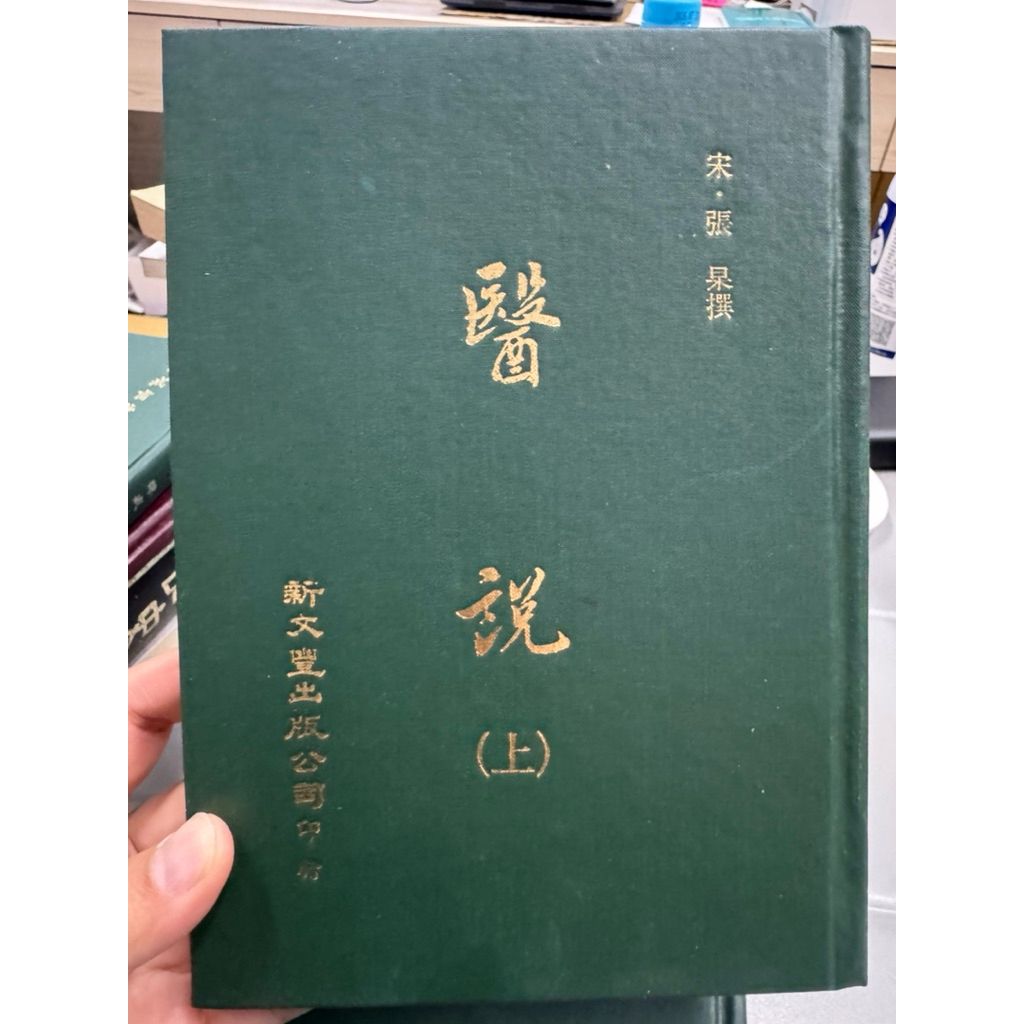 宋·張 杲撰
醫說
(上)
新文豐出版公司印行